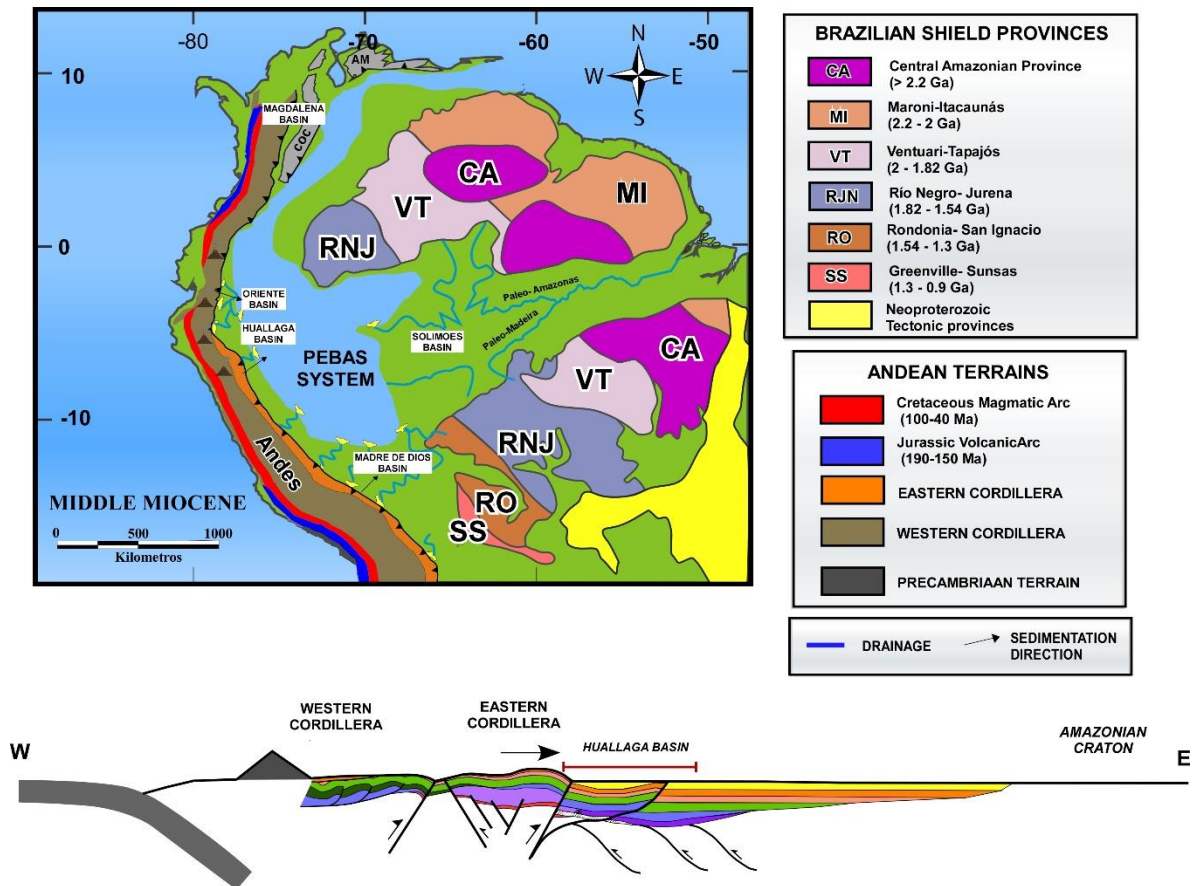 -80
-70
-50
10
0
-10
N
W
E
S
AM
COC
MAGDALENA
BASIN
CA
MI
VT
RNJ
Paleo-Amazonas
Paleo-Madeira
ORIENTE
BASIN
HUALLAGA
BASIN
SOLIMOES
BASIN
PEBAS
SYSTEM
CA
VT
RNJ
Andes
MADRE DE DIOS
BASIN
RO
SS
MIDDLE MIOCENE
0 500 1000
Kilometros
BRAZILIAN SHIELD PROVINCES
CA Central Amazonian Province
(> 2.2 Ga)
MI Maroni-Itacaunás
(2.2 - 2 Ga)
VT Ventuari-Tapajós
(2 - 1.82 Ga)
RJN Río Negro- Jurena
(1.82 - 1.54 Ga)
RO Rondonia- San Ignacio
(1.54 - 1.3 Ga)
SS Greenville- Sunsas
(1.3 - 0.9 Ga)
Neoproterozoic
Tectonic provinces
ANDEAN TERRAINS
Cretaceous Magmatic Arc
(100-40 Ma)
Jurassic VolcanicArc
(190-150 Ma)
EASTERN CORDILLERA
WESTERN CORDILLERA
PRECAMBRIAAN TERRAIN
DRAINAGE
SEDIMENTATION
DIRECTION
W
WESTERN
CORDILLERA
EASTERN
CORDILLERA
HUALLAGA BASIN
AMAZONIAN
CRATON
E